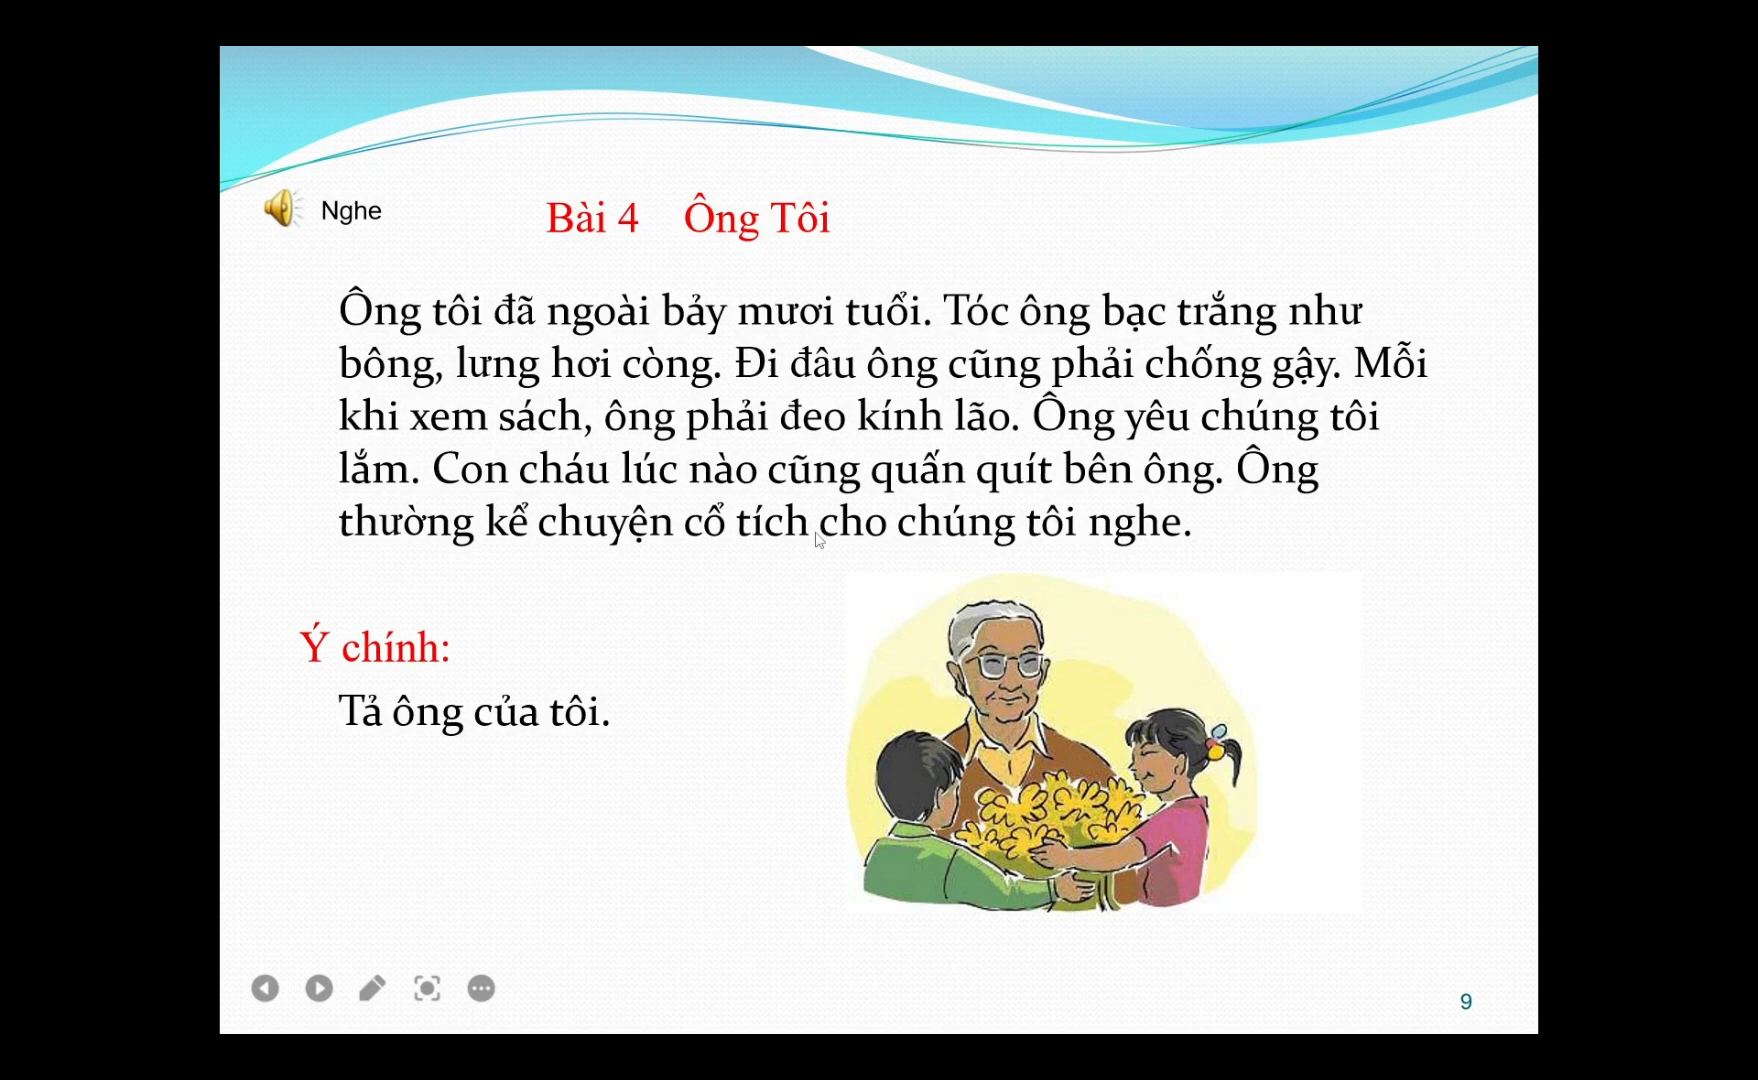 Nghe
Bài 4 Ông Tôi
Ông tôi đã ngoài bảy mươi tuổi. Tóc ông bạc trắng như
bông, lưng hơi còng. Đi đâu ông cũng phải chống gậy. Mỗi
khi xem sách, ông phải đeo kính lão. Ông yêu chúng tôi
lắm. Con cháu lúc nào cũng quấn quít bên ông. Ông
thường kể chuyện cổ tích cho chúng tôi nghe.
Ý chính:
Tả ông của tôi.
9